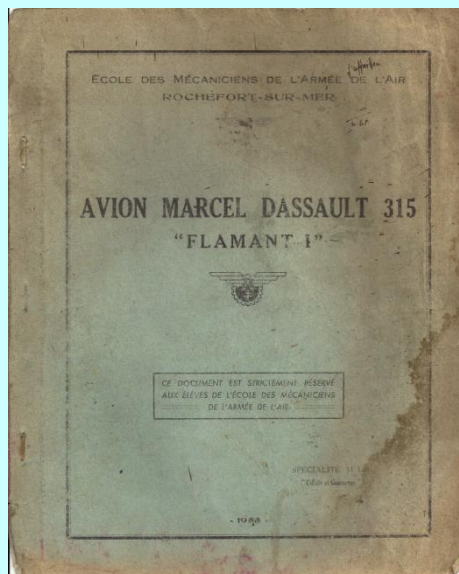 ECOLE DES MÉCANICIENS DE L'ARMÉE DE L'AIR
ROCHEFORT-SUR-MER
AVION MARCEL DASSAULT 315
"FLAMANT I"
CE DOCUMENT EST STRICTEMENT RÉSERVÉ
AUX ÉLÈVES DE L'ÉCOLE DES MÉCANICIENS
DE L'ARMÉE DE L'AIR
SPÉCIALITÉ